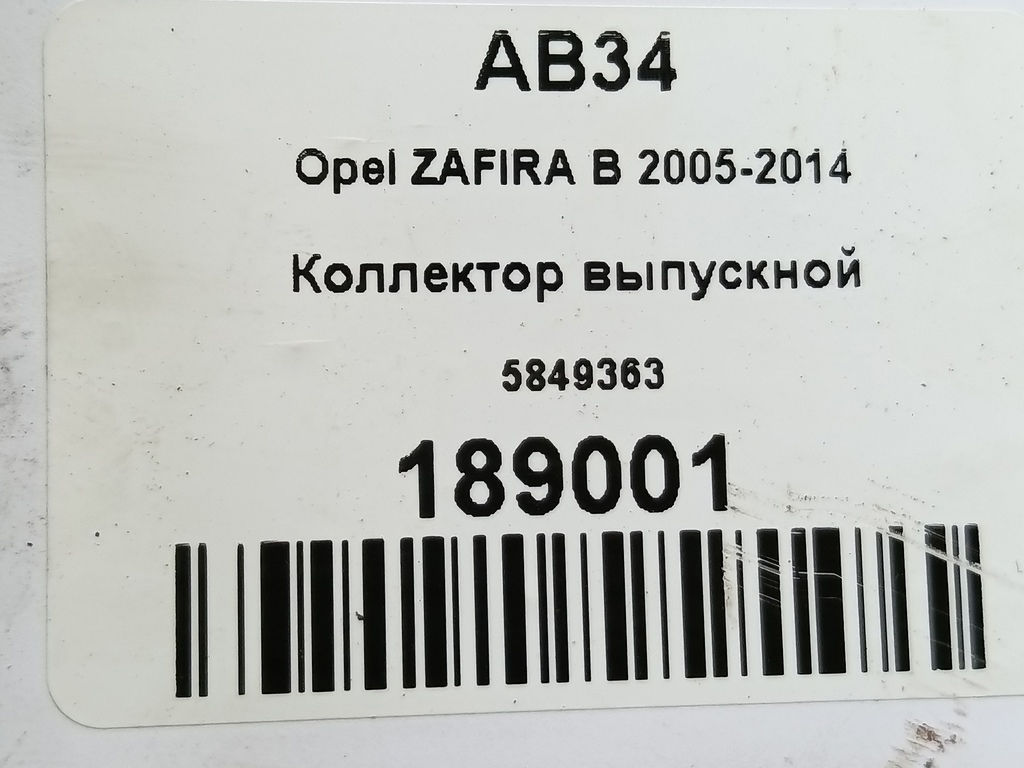 AB34
Opel ZAFIRA B 2005-2014
Коллектор выпускной
5849363
189001